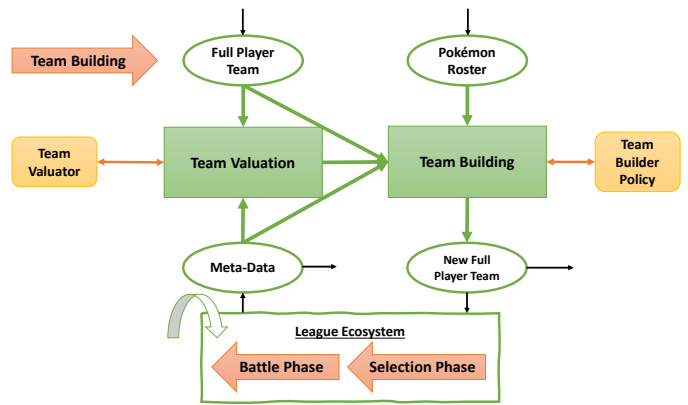 Full Player
Team
Pokémon
Roster
Team Building
Team
Valuator
Team Valuation
Team Building
Team
Builder
Policy
Meta-Data
New Full
Player Team
League Ecosystem
Battle Phase
Selection Phase